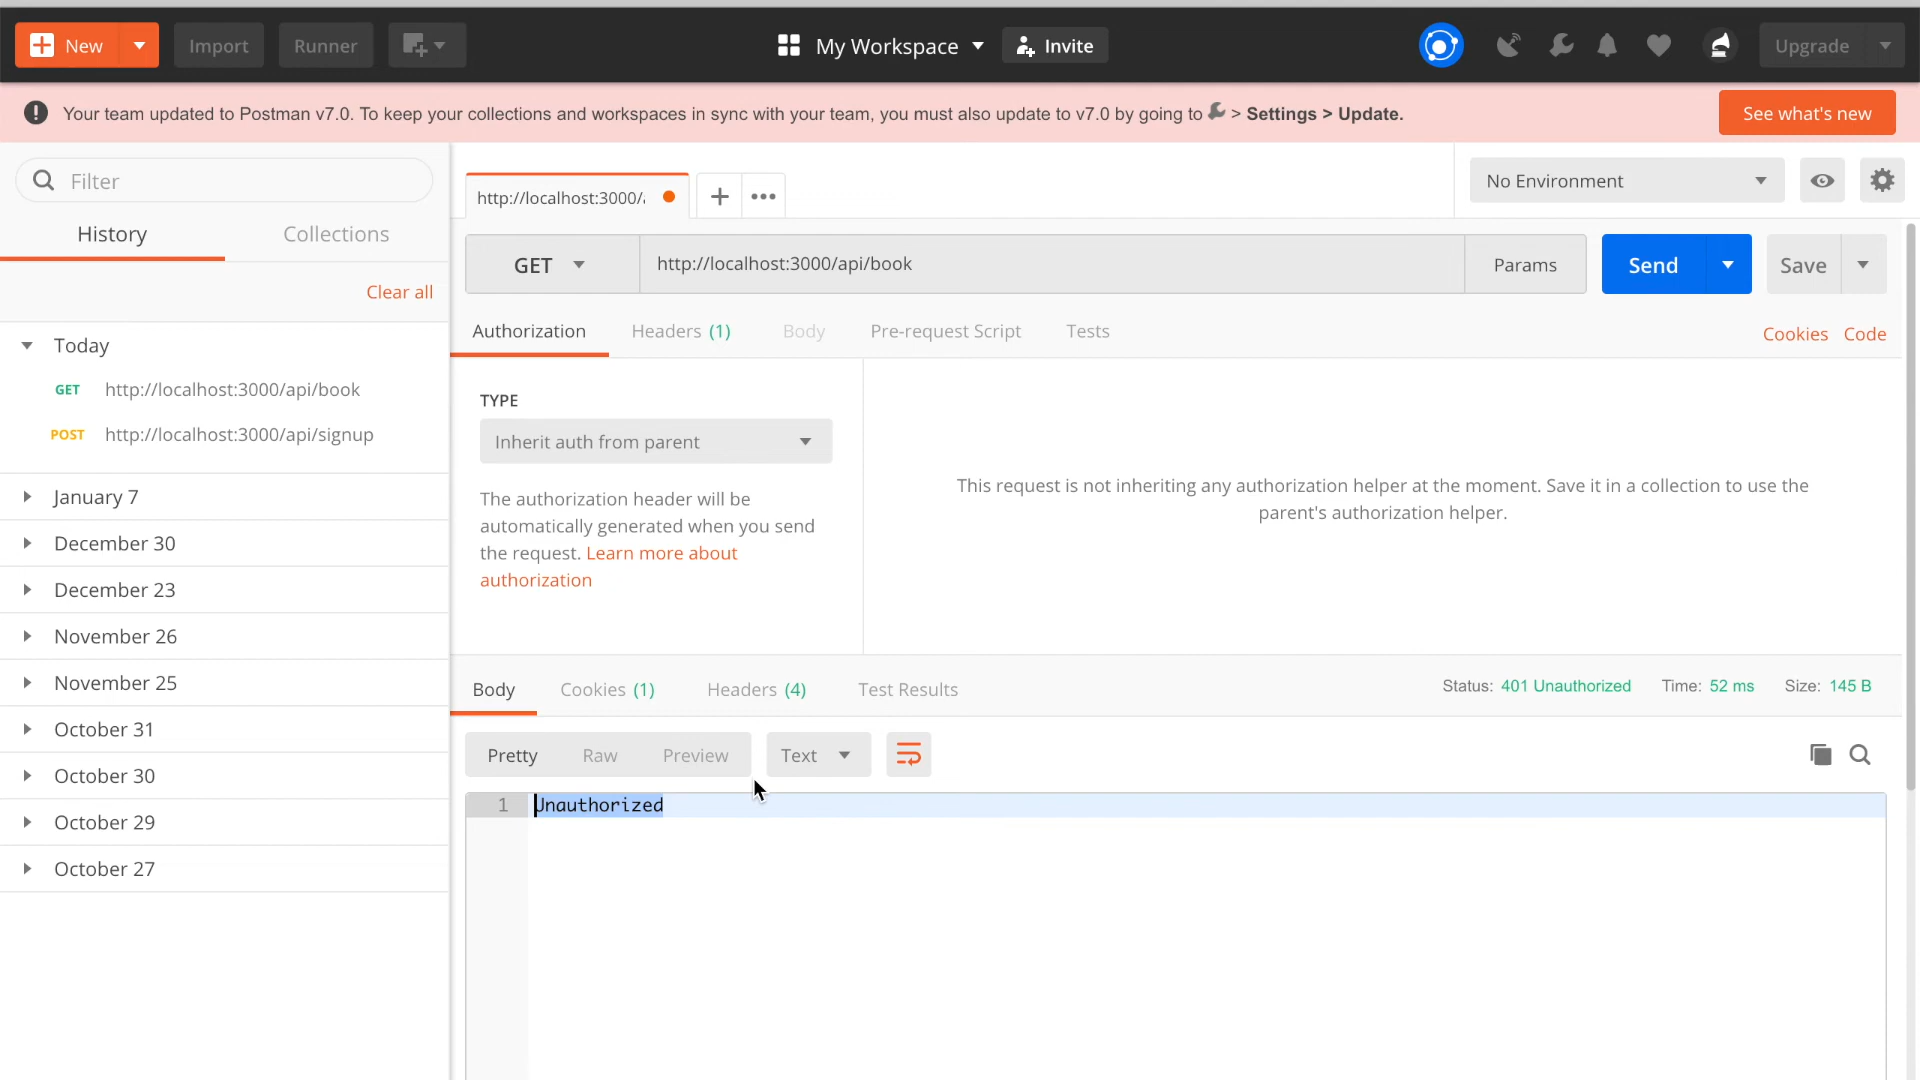 New
Import
Runner
My Workspace
Invite
Upgrade
Your team updated to Postman v7.0. To keep your collections and workspaces in sync with your team, you must also update to v7.0 by going to > Settings > Update.
See what's new
Filter
History
Collections
Clear all
Today
GET http://localhost:3000/api/book
POST http://localhost:3000/api/signup
January 7
December 30
December 23
November 26
November 25
October 31
October 30
October 29
October 27
http://localhost:3000/
No Environment
GET
http://localhost:3000/api/book
Params
Send
Save
Authorization
Headers (1)
Body
Pre-request Script
Tests
Cookies
Code
TYPE
Inherit auth from parent
The authorization header will be
automatically generated when you send
the request. Learn more about
authorization
This request is not inheriting any authorization helper at the moment. Save it in a collection to use the
parent's authorization helper.
Body
Cookies (1)
Headers (4)
Test Results
Status: 401 Unauthorized
Time: 52 ms
Size: 145 B
Pretty
Raw
Preview
Text
1
Unauthorized